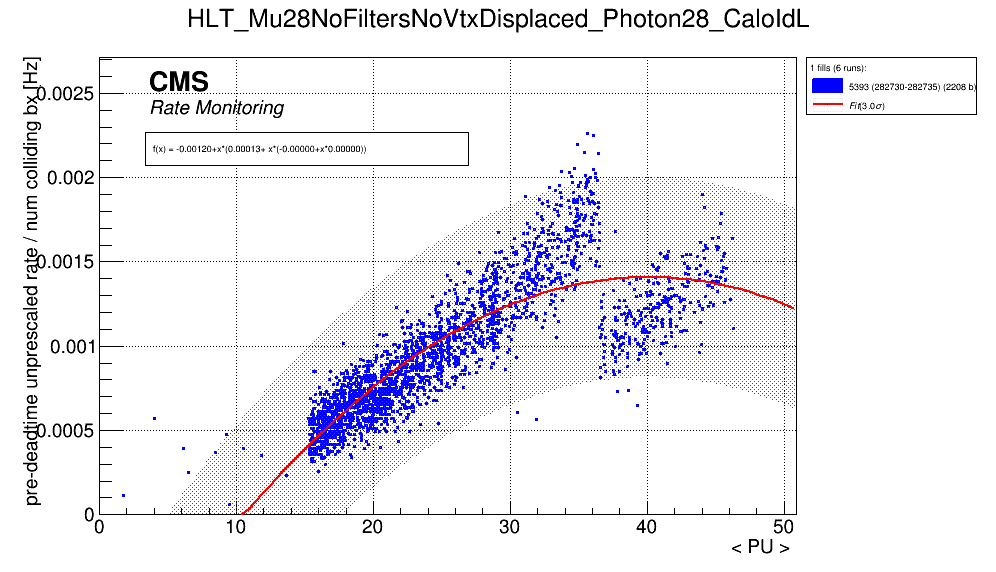 HLT_Mu28NoFiltersNoVtxDisplaced_Photon28_CaloIdL
pre-deadtime unprescaled rate / num colliding bx [Hz]
CMS
Rate Monitoring
f(x) = -0.00120+x*(0.00013+ x*(-0.00000+x*0.00000))
1 fills (6 runs):
5393 (282730-282735) (2208 b)
Fit(3.0σ)
0.0025
0.002
0.0015
0.001
0.0005
0
0 10 20 30 40 50
< PU >